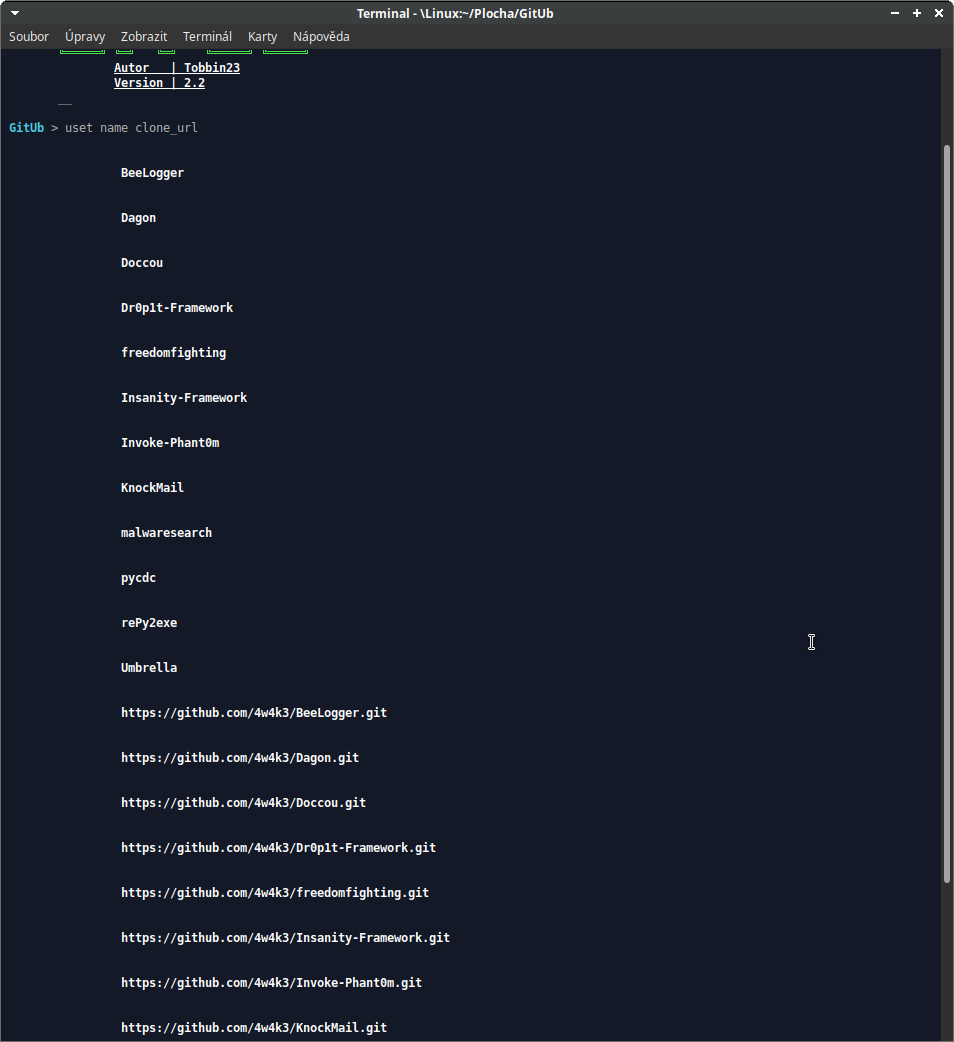 Terminal - \Linux:~/Plocha/GitUb
Soubor Úpravy Zobrazit Terminál Karty Nápověda
Autor | Tobbin23
Version | 2.2
GitUb > uset name clone_url
BeeLogger
Dagon
Doccou
Dr0p1t-Framework
freedomfighting
Insanity-Framework
Invoke-Phant0m
KnockMail
malwaresearch
pycdc
rePy2exe
Umbrella
https://github.com/4w4k3/BeeLogger.git
https://github.com/4w4k3/Dagon.git
https://github.com/4w4k3/Doccou.git
https://github.com/4w4k3/Dr0p1t-Framework.git
https://github.com/4w4k3/freedomfighting.git
https://github.com/4w4k3/Insanity-Framework.git
https://github.com/4w4k3/Invoke-Phant0m.git
https://github.com/4w4k3/KnockMail.git